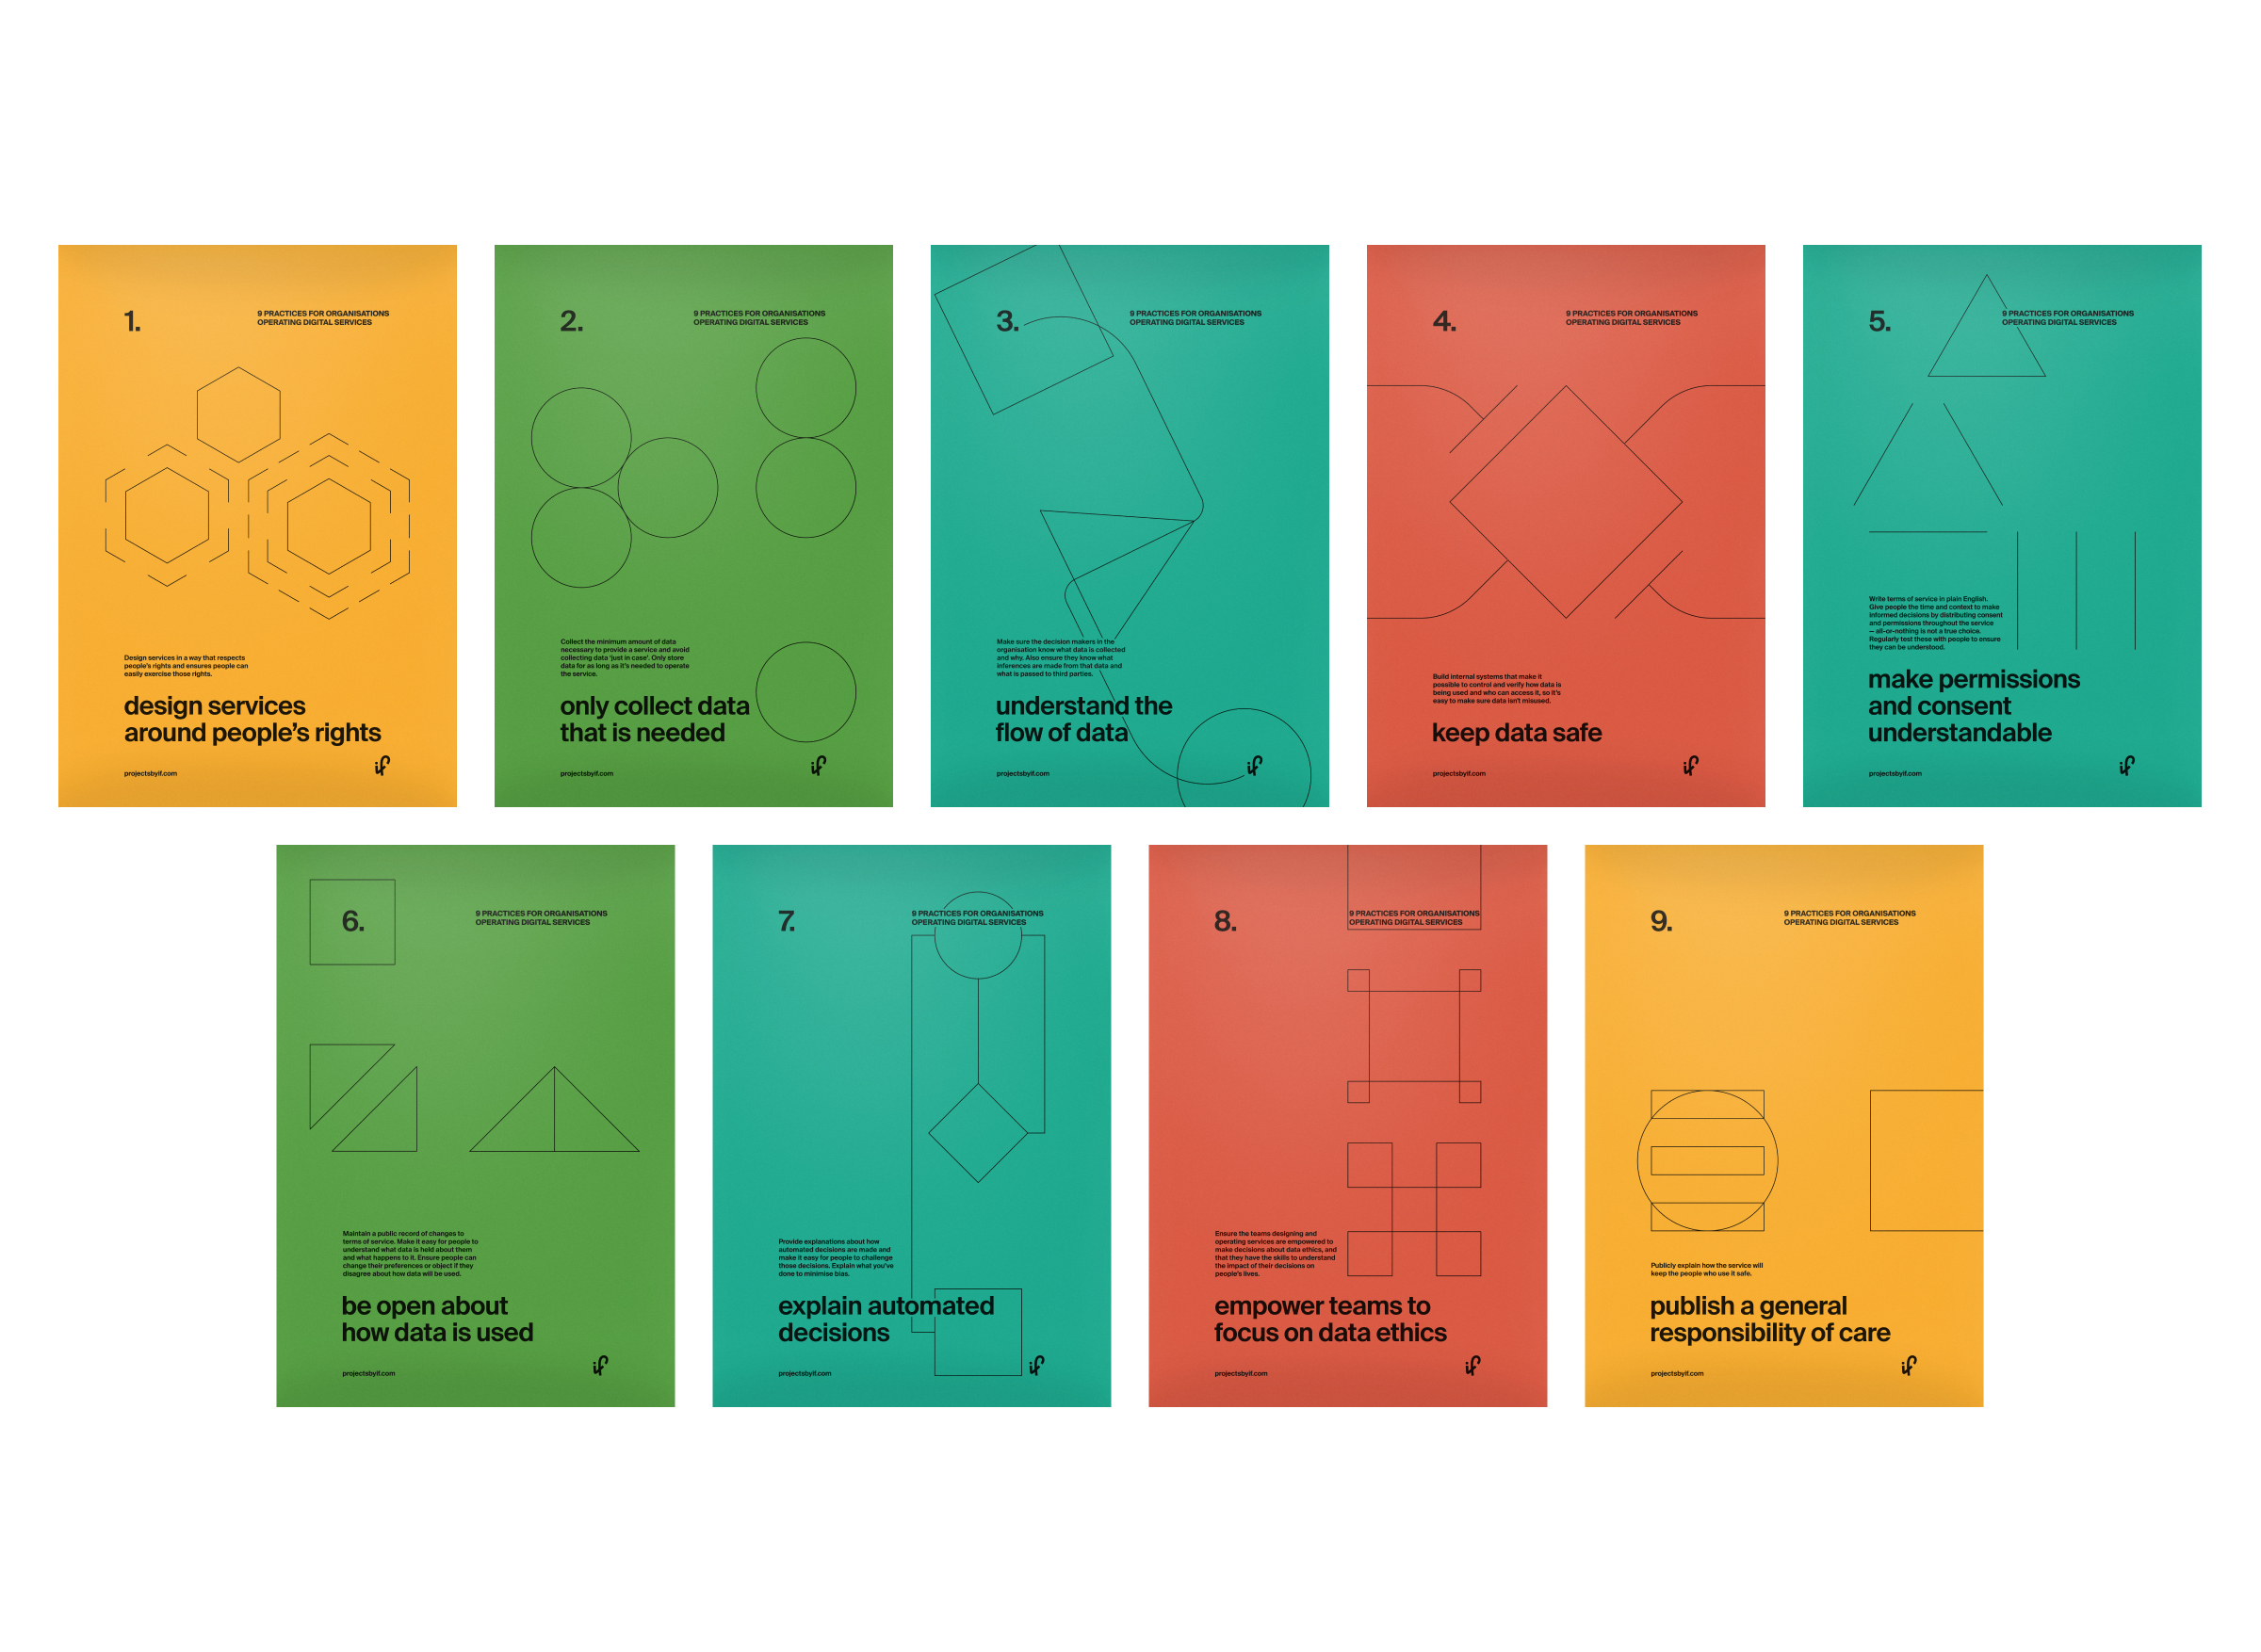 1.
9 PRACTICES FOR ORGANISATIONS
OPERATING DIGITAL SERVICES
Design services in a way that respects
people's rights and ensures people can
easily exercise those rights.
design services
around people's rights
projectsbyif.com
if
2.
9 PRACTICES FOR ORGANISATIONS
OPERATING DIGITAL SERVICES
Collect the minimum amount of data
necessary to provide a service and avoid
collecting data 'just in case'. Only store
data for as long as it's needed to operate
the service.
only collect data
that is needed
projectsbyif.com
if
3.
9 PRACTICES FOR ORGANISATIONS
OPERATING DIGITAL SERVICES
Make sure the decision makers in the
organisation know what data is collected
and why. Also ensure they know what
inferences are made from that data and
what is passed to third parties.
understand the
flow of data
if
4.
9 PRACTICES FOR ORGANISATIONS
OPERATING DIGITAL SERVICES
Build internal systems that make it
possible to control and verify how data is
being used and who can access it, so it's
easy to make sure data isn't misused.
keep data safe
projectsbyif.com
if
5.
9 PRACTICES FOR ORGANISATIONS
OPERATING DIGITAL SERVICES
Write terms of service in plain English.
Give people the time and context to make
informed decisions by distributing consent
and permissions throughout the service
– all-or-nothing is not a true choice.
Regularly test these with people to ensure
they can be understood.
make permissions
and consent
understandable
projectsbyif.com
if
6.
9 PRACTICES FOR ORGANISATIONS
OPERATING DIGITAL SERVICES
Maintain a public record of changes to
terms of service. Make it easy for people to
understand what data is held about them
and what happens to it. Ensure people can
change their preferences or object if they
disagree about how data will be used.
be open about
how data is used
projectsbyif.com
if
7.
9 PRACTICES FOR ORGANISATIONS
OPERATING DIGITAL SERVICES
Provide explanations about how
automated decisions are made and
make it easy for people to challenge
those decisions. Explain what you've
done to minimise bias.
explain automated
decisions
projectsbyif.com
if
8.
9 PRACTICES FOR ORGANISATIONS
OPERATING DIGITAL SERVICES
Ensure the teams designing and
operating services are empowered to
make decisions about data ethics, and
that they have the skills to understand
the impact of their decisions on
people's lives.
empower teams to
focus on data ethics
projectsbyif.com
if
9.
9 PRACTICES FOR ORGANISATIONS
OPERATING DIGITAL SERVICES
Publicly explain how the service will
keep the people who use it safe.
publish a general
responsibility of care
projectsbyif.com
if